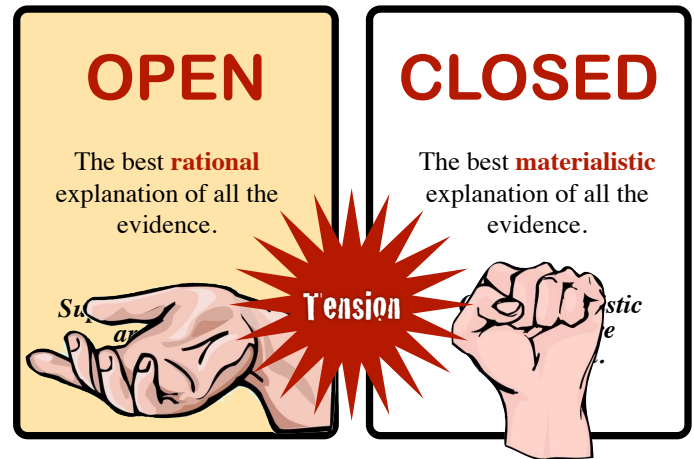 OPEN
The best rational
explanation of all the
evidence.
CLOSED
The best materialistic
explanation of all the
evidence.
Tension